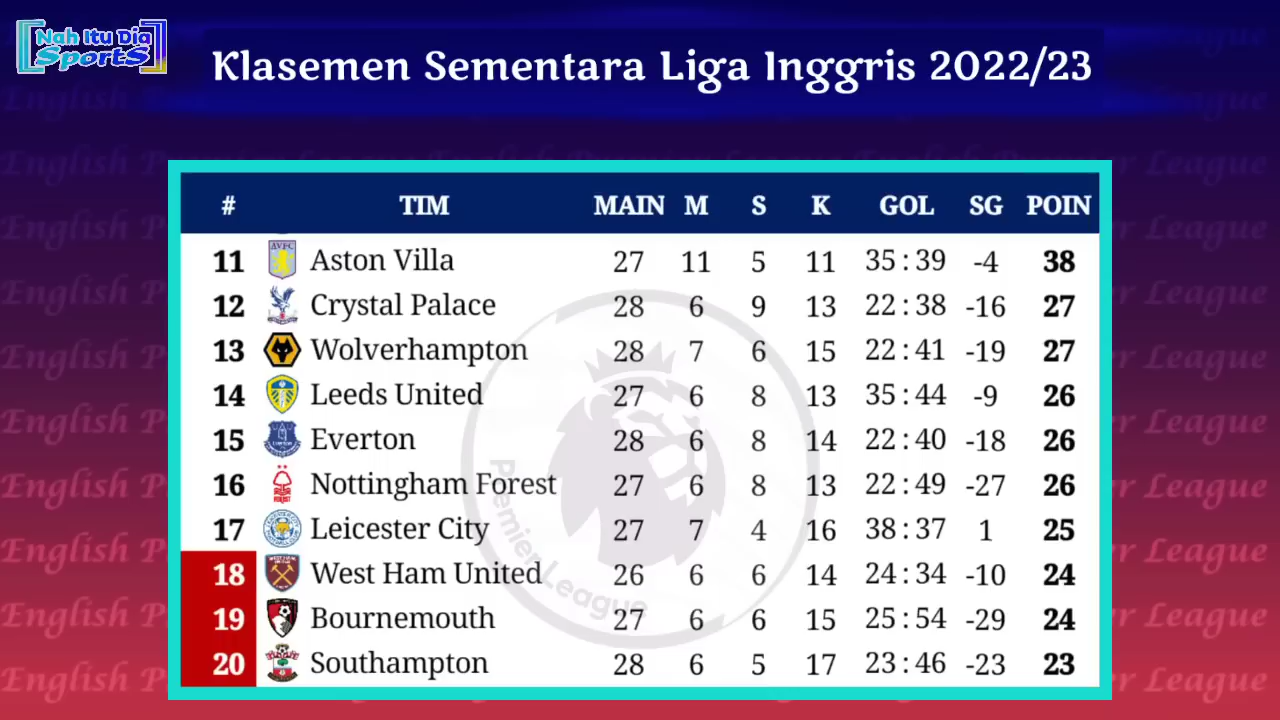 Nah Itu Dia
SportS
Klasemen Sementara Liga Inggris 2022/23
# TIM MAIN M S K GOL SG POIN
11 Aston Villa 27 11 5 11 35 : 39 -4 38
12 Crystal Palace 28 6 9 13 22 : 38 -16 27
13 Wolverhampton 28 7 6 15 22 : 41 -19 27
14 Leeds United 27 6 8 13 35 : 44 -9 26
15 Everton 28 6 8 14 22 : 40 -18 26
16 Nottingham Forest 27 6 8 13 22 : 49 -27 26
17 Leicester City 27 7 4 16 38 : 37 1 25
18 West Ham United 26 6 6 14 24 : 34 -10 24
19 Bournemouth 27 6 6 15 25 : 54 -29 24
20 Southampton 28 6 5 17 23 : 46 -23 23
Pemier League